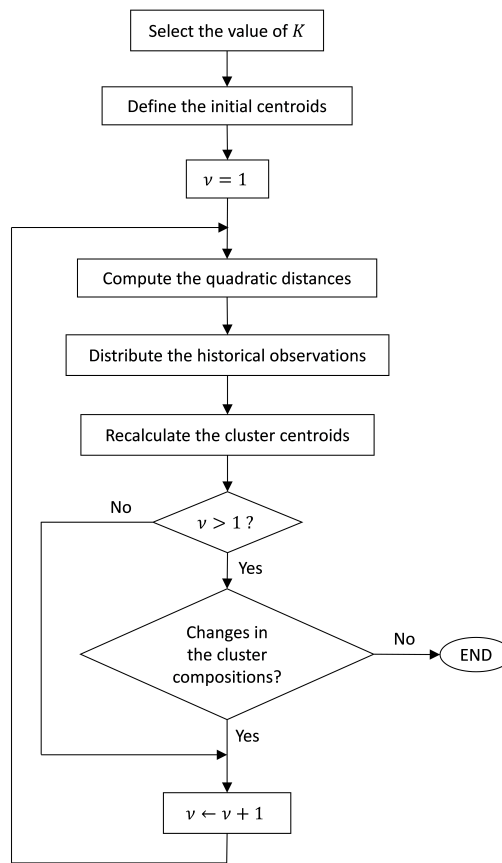 Select the value of K
Define the initial centroids
ν = 1
Compute the quadratic distances
Distribute the historical observations
Recalculate the cluster centroids
No
ν > 1 ?
Yes
Changes in
the cluster
compositions?
No
END
Yes
ν ← ν + 1